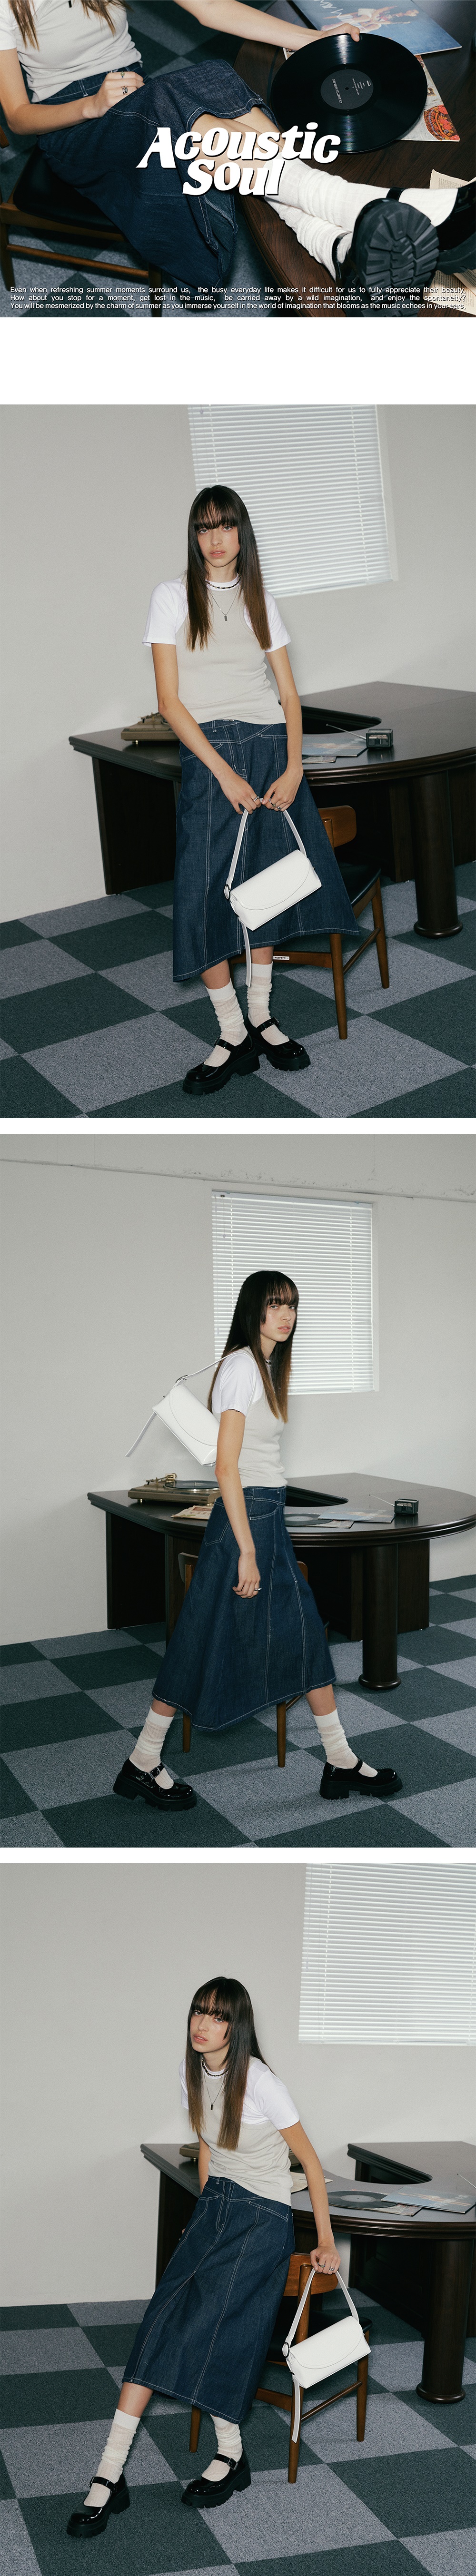 Acoustic
Soul
Even when refreshing summer moments surround us, the busy everyday life makes it difficult for us to fully appreciate their beauty.
How about you stop for a moment, get lost in the music, be carried away by a wild imagination, and enjoy the spontaneity?
You will be mesmerized by the charm of summer as you immerse yourself in the world of imagination that blooms as the music echoes in your ears.